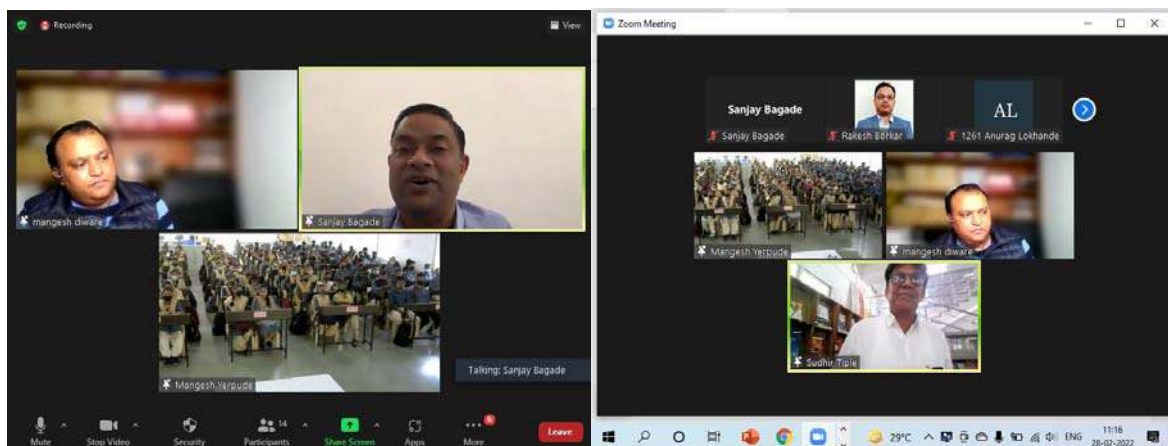 Recording
View
mangesh diware
Sanjay Bagade
Mangesh Yerpude
Talking: Sanjay Bagade
Mute
Stop Video
Security
14
Participants
Share Screen
Apps
More
Leave
Zoom Meeting
Sanjay Bagade
Sanjay Bagade
Rakesh Borkar
AL
1261 Anurag Lokhande
Mangesh Yerpude
mangesh diware
Sudhir Tiple
29°C
ENG
11:16
28-02-2022